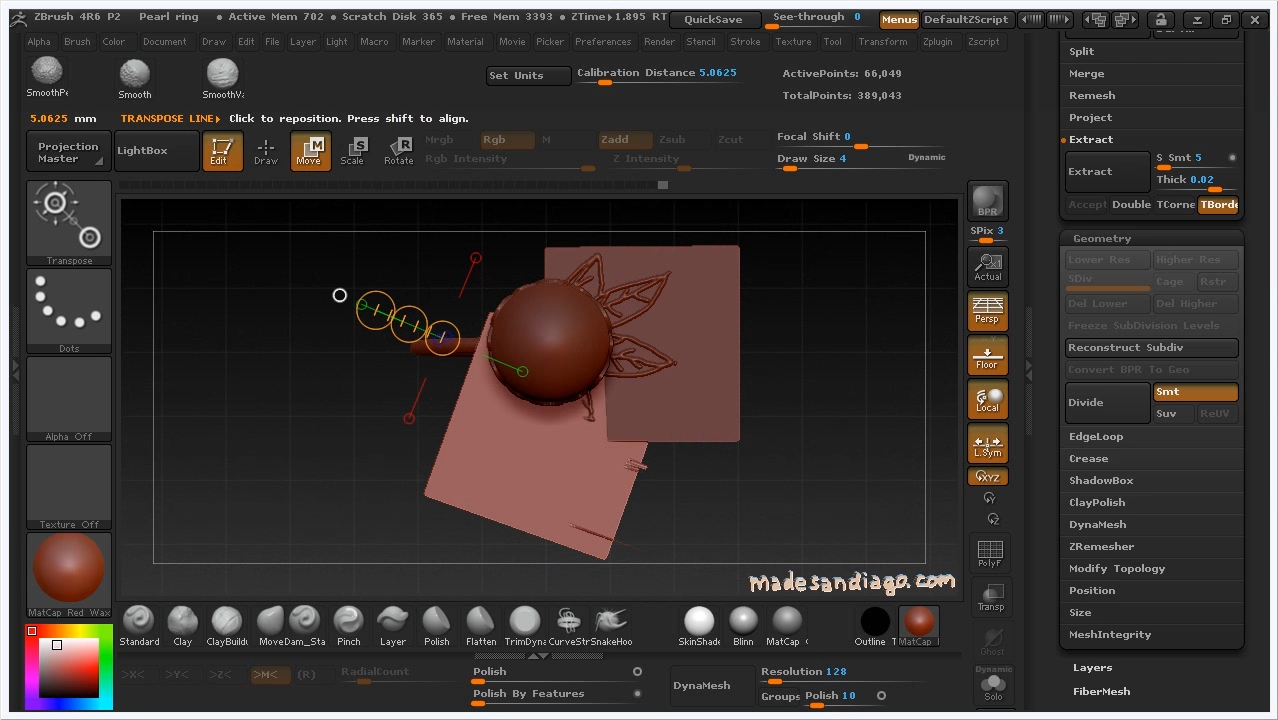 ZBrush 4R6 P2 Pearl ring • Active Mem 702 • Scratch Disk 365 • Free Mem 3393 • ZTime▸1.895 RT QuickSave See-through 0 Menus DefaultZScript
Alpha Brush Color Document Draw Edit File Layer Light Macro Marker Material Movie Picker Preferences Render Stencil Stroke Texture Tool Transform Zplugin Zscript
SmoothPe Smooth SmoothVa
Set Units Calibration Distance 5.0625
ActivePoints: 66,049
TotalPoints: 389,043
5.0625 mm TRANSPOSE LINE▸ Click to reposition. Press shift to align.
Projection Master LightBox Edit Draw Move Scale Rotate
Mrgb Rgb M Zadd Zsub Zcut
Rgb Intensity Z Intensity
Focal Shift 0
Draw Size 4 Dynamic
Transpose
Dots
Alpha Off
Texture Off
MatCap Red Wax
BPR
SPix 3
Actual
Persp
Floor
Local
L.Sym
XYZ
Y
Z
PolyF
Transp
Ghost
Dynamic
Solo
Split
Merge
Remesh
Project
Extract
Extract S Smt 5
Thick 0.02
Accept Double TCorne TBorde
Geometry
Lower Res Higher Res
SDiv Cage Rstr
Del Lower Del Higher
Freeze SubDivision Levels
Reconstruct Subdiv
Convert BPR To Geo
Divide Smt
Suv ReUV
EdgeLoop
Crease
ShadowBox
ClayPolish
DynaMesh
ZRemesher
Modify Topology
Position
Size
MeshIntegrity
Layers
FiberMesh
madesandiago.com
Standard Clay ClayBuildu Move Dam_Sta Pinch Layer Polish Flatten TrimDyna CurveStr SnakeHoo SkinShade Blinn MatCap Outline MatCap
>X< >Y< >Z< >M< (R) RadialCount
Polish
Polish By Features
DynaMesh
Resolution 128
Groups Polish 10